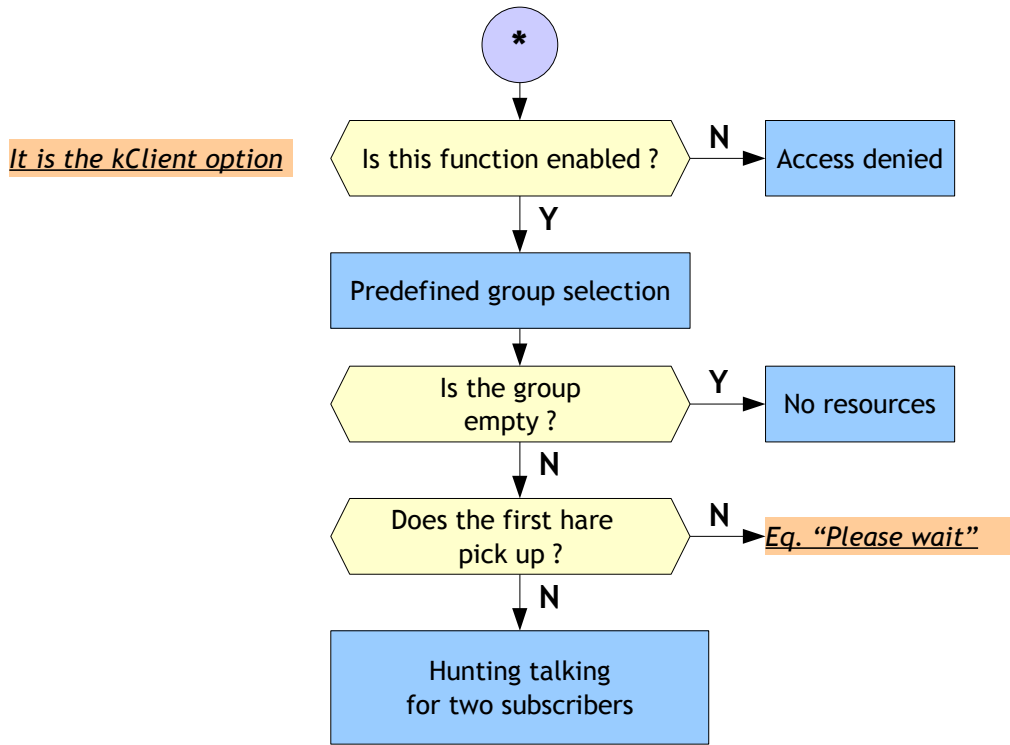 *
It is the kClient option
Is this function enabled ?
N
Access denied
Y
Predefined group selection
Is the group
empty ?
Y
No resources
N
Does the first hare
pick up ?
N
Eq. “Please wait”
N
Hunting talking
for two subscribers